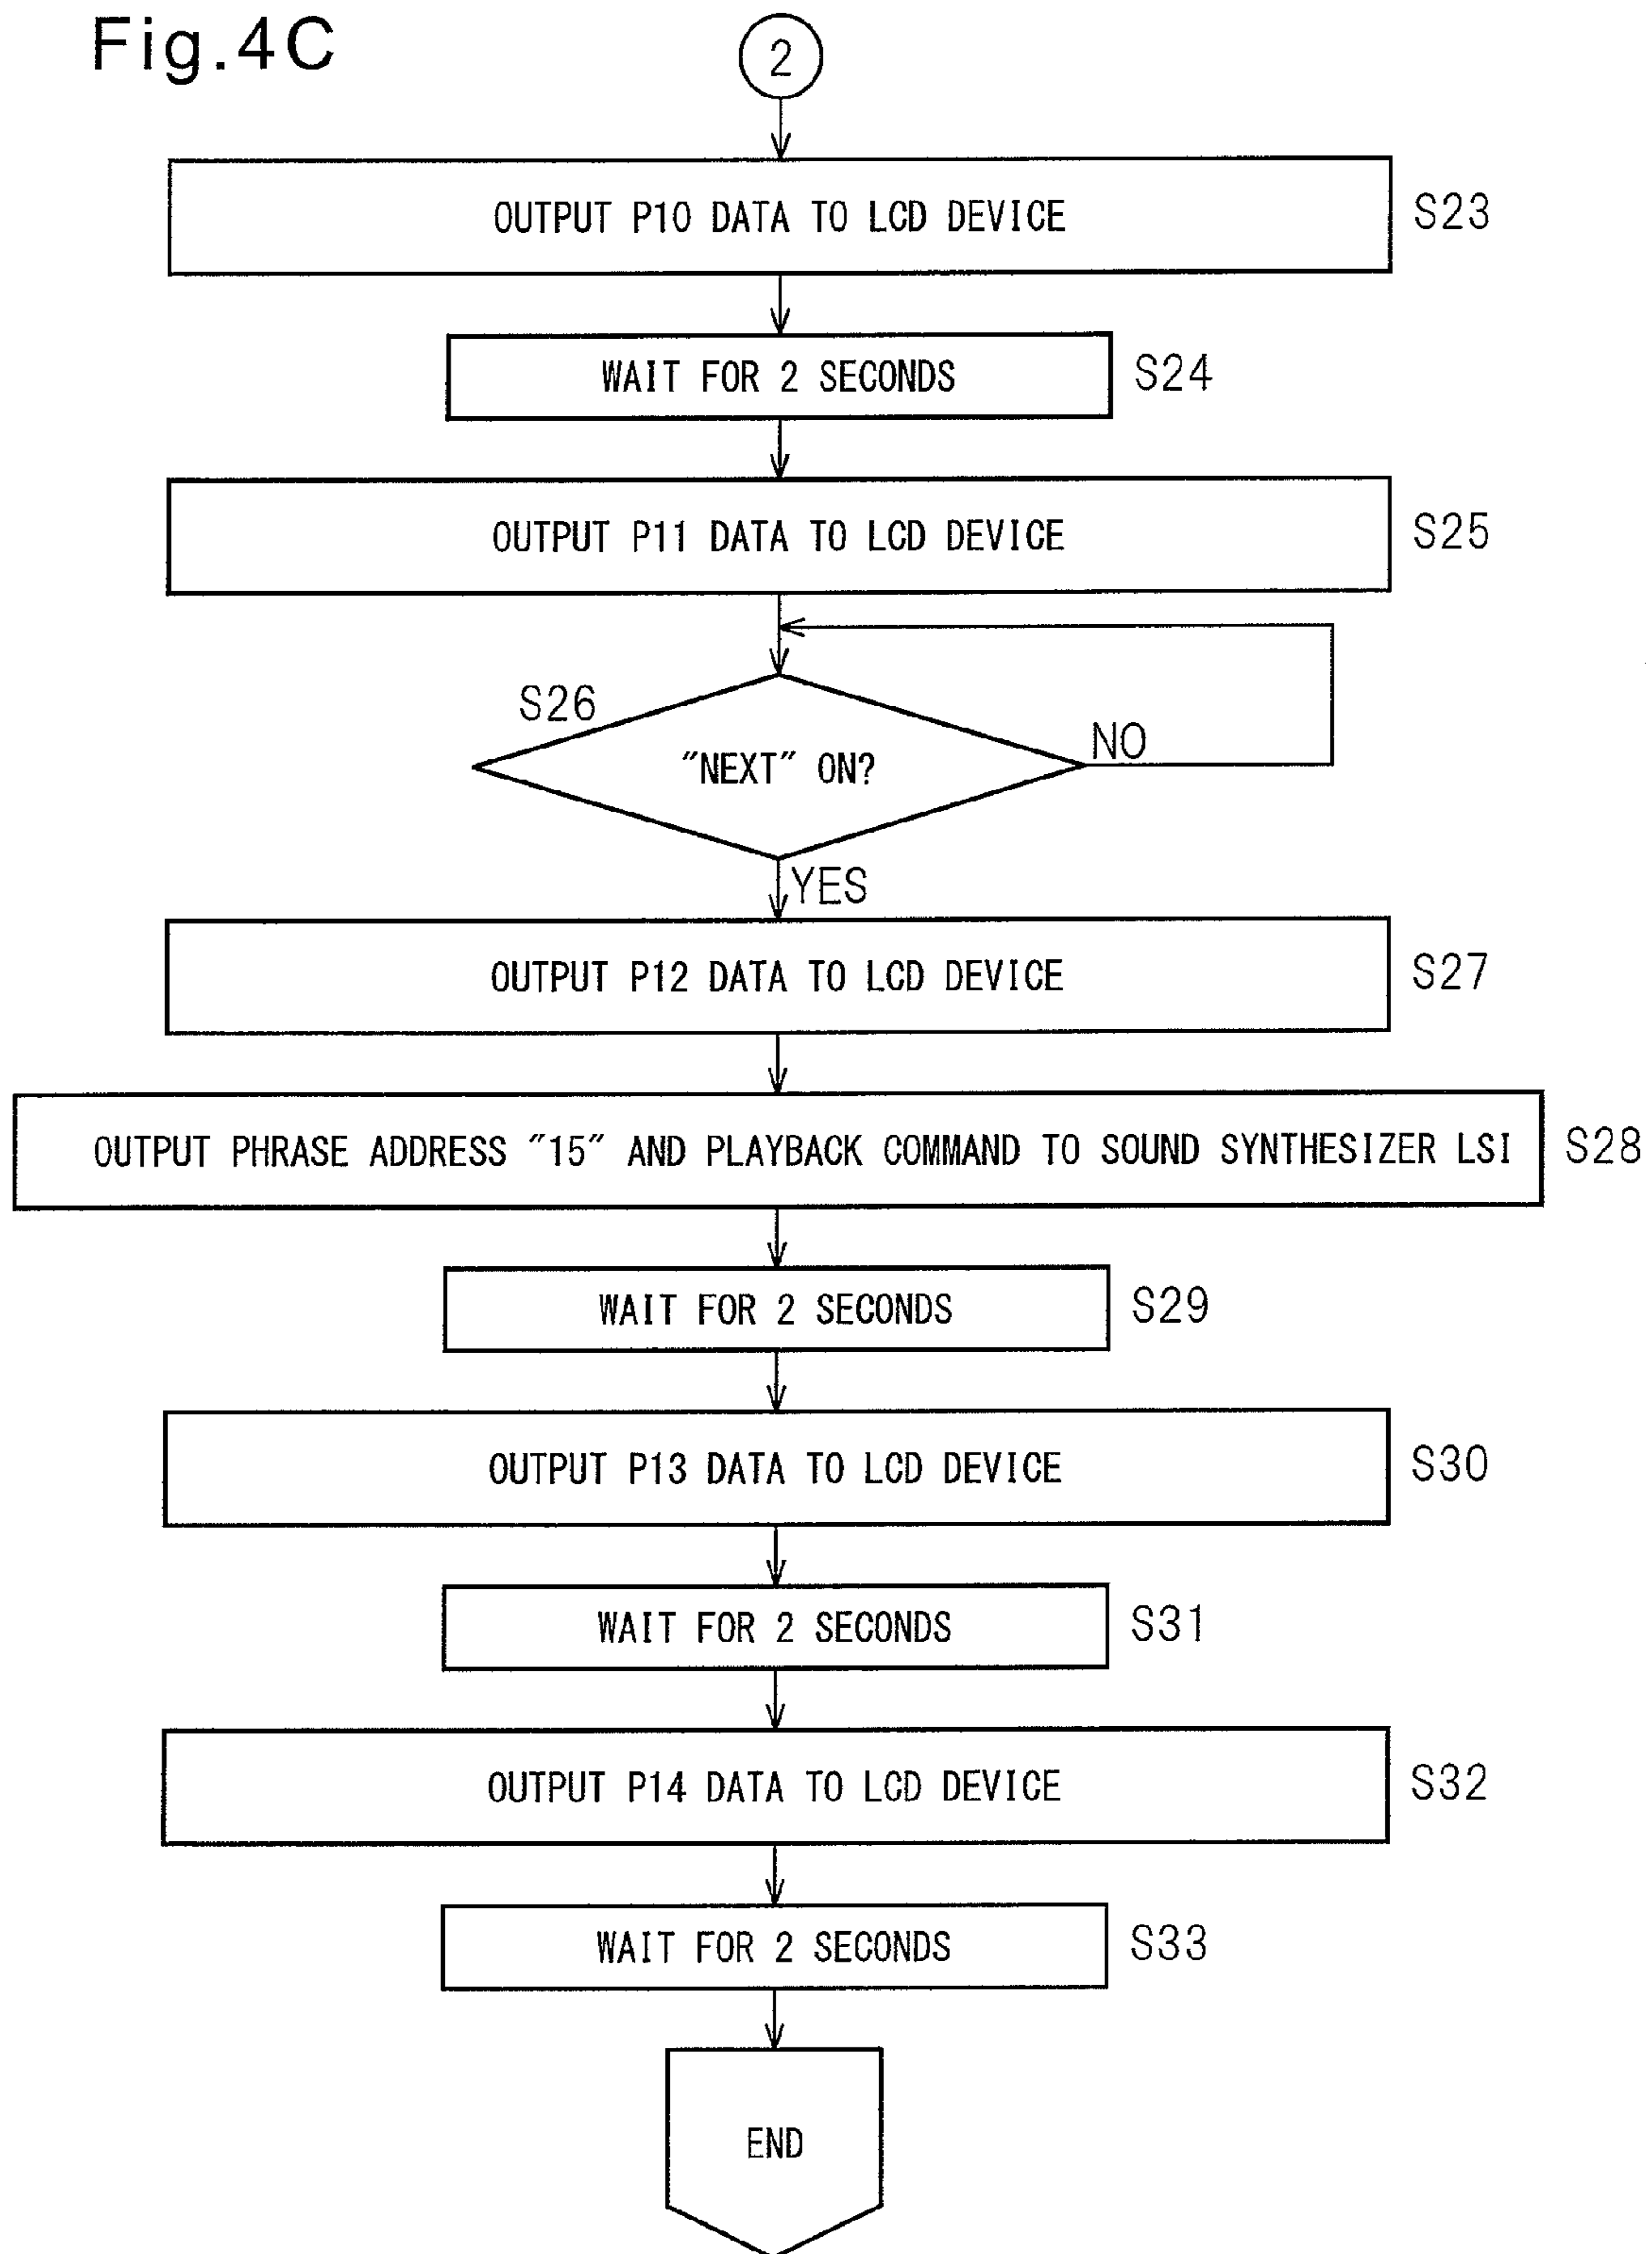 Fig.4C
2
OUTPUT P10 DATA TO LCD DEVICE
S23
WAIT FOR 2 SECONDS
S24
OUTPUT P11 DATA TO LCD DEVICE
S25
S26
"NEXT" ON?
NO
YES
OUTPUT P12 DATA TO LCD DEVICE
S27
OUTPUT PHRASE ADDRESS "15" AND PLAYBACK COMMAND TO SOUND SYNTHESIZER LSI
S28
WAIT FOR 2 SECONDS
S29
OUTPUT P13 DATA TO LCD DEVICE
S30
WAIT FOR 2 SECONDS
S31
OUTPUT P14 DATA TO LCD DEVICE
S32
WAIT FOR 2 SECONDS
S33
END